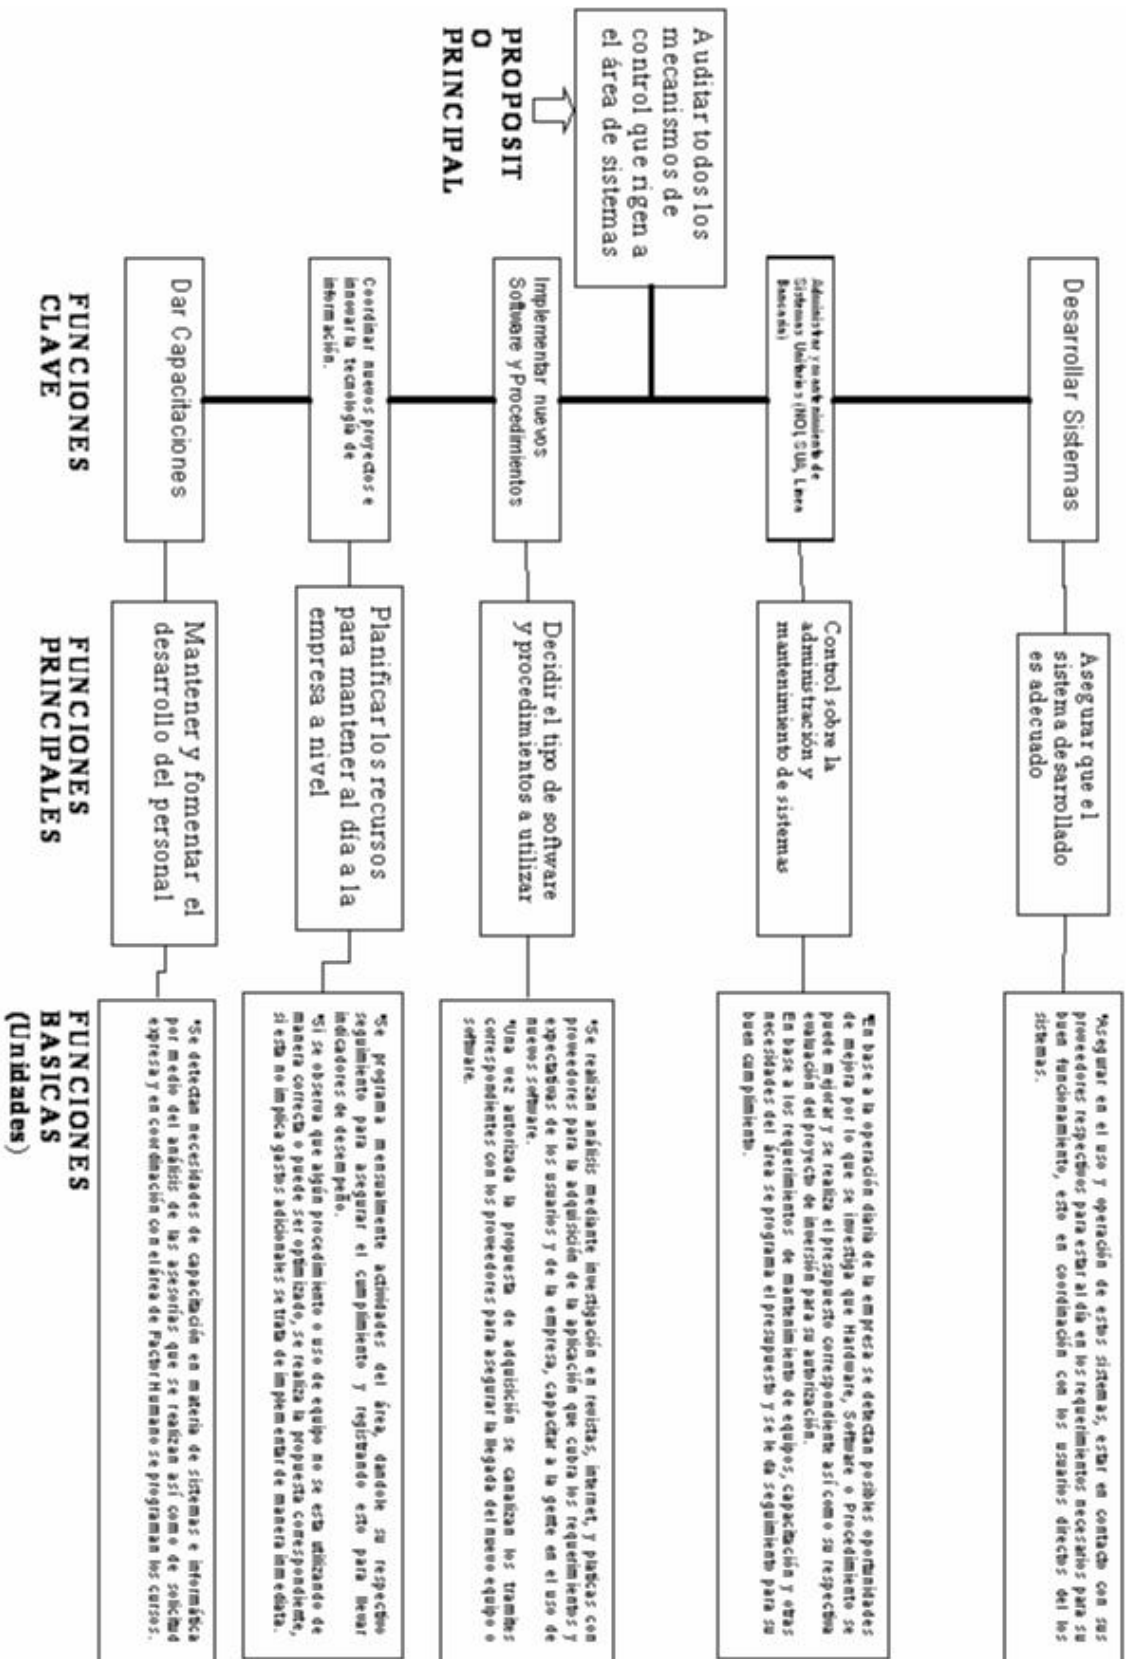 Auditar todos los
mecanismos de
control que rigen a
el área de sistemas
PROPOSIT
O
PRINCIPAL
Desarrollar Sistemas
Asegurar que el
sistema desarrollado
es adecuado
*Asegurar en el uso y operación de estos sistemas, estar en contacto con sus
proveedores respectivos para estar al día en los requerimientos necesarios para su
buen funcionamiento, esto en coordinación con los usuarios directos del los
sistemas.
Administrar y mantenimiento de
Sistemas Unitarios (NOI, SUA, Linea
Bancaria)
Control sobre la
administración y
mantenimiento de sistemas
*En base a la operación diaria de la empresa se detectan posibles oportunidades
de mejora por lo que se investiga que Hardware, Software o Procedimiento se
puede mejorar y se realiza el presupuesto correspondiente así como su respectiva
evaluación del proyecto de inversión para su autorización.
En base a los requerimientos de mantenimiento de equipos, capacitación y otras
necesidades del área se programa el presupuesto y se le da seguimiento para su
buen cumplimiento.
Implementar nuevos
Software y Procedimientos
Decidir el tipo de software
y procedimientos a utilizar
*Se realizan análisis mediante investigación en revistas, internet, y platicas con
proveedores para la adquisición de la aplicación que cubra los requerimientos y
expectativas de los usuarios y de la empresa, capacitar a la gente en el uso de
nuevos software.
*Una vez autorizada la propuesta de adquisición se canalizan los tramites
correspondientes con los proveedores para asegurar la llegada del nuevo equipo o
software.
Coordinar nuevos proyectos e
innovar la tecnología de
información.
Planificar los recursos
para mantener al día a la
empresa a nivel
*Se programa mensualmente actividades del área, dandole su respectivo
seguimiento para asegurar el cumplimiento y registrando esto para llevar
indicadores de desempeño.
*Si se observa que algún procedimiento o uso de equipo no se esta utilizando de
manera correcta o puede ser optimizado, se realiza la propuesta correspondiente,
si esta no implica gastos adicionales se trata de implementar de manera inmediata.
Dar Capacitaciones
Mantener y fomentar el
desarrollo del personal
*Se detectan necesidades de capacitación en materia de sistemas e informática
por medio del análisis de las asesorías que se realizan así como de solicitud
expresa y en coordinación con el área de Factor Humano se programan los cursos.
FUNCIONES
CLAVE
FUNCIONES
PRINCIPALES
FUNCIONES
BASICAS
(Unidades)